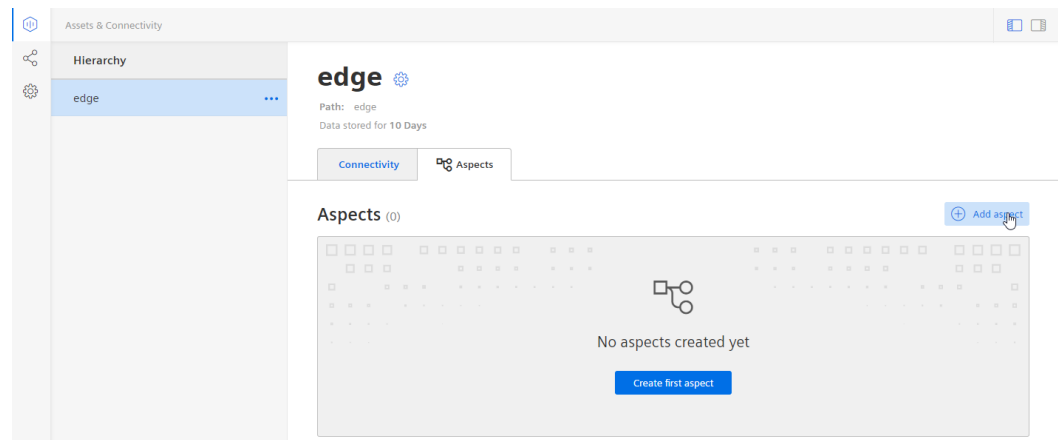 Assets & Connectivity
Hierarchy
edge
edge
Path: edge
Data stored for 10 Days
Connectivity
Aspects
Aspects (0)
Add aspect
No aspects created yet
Create first aspect